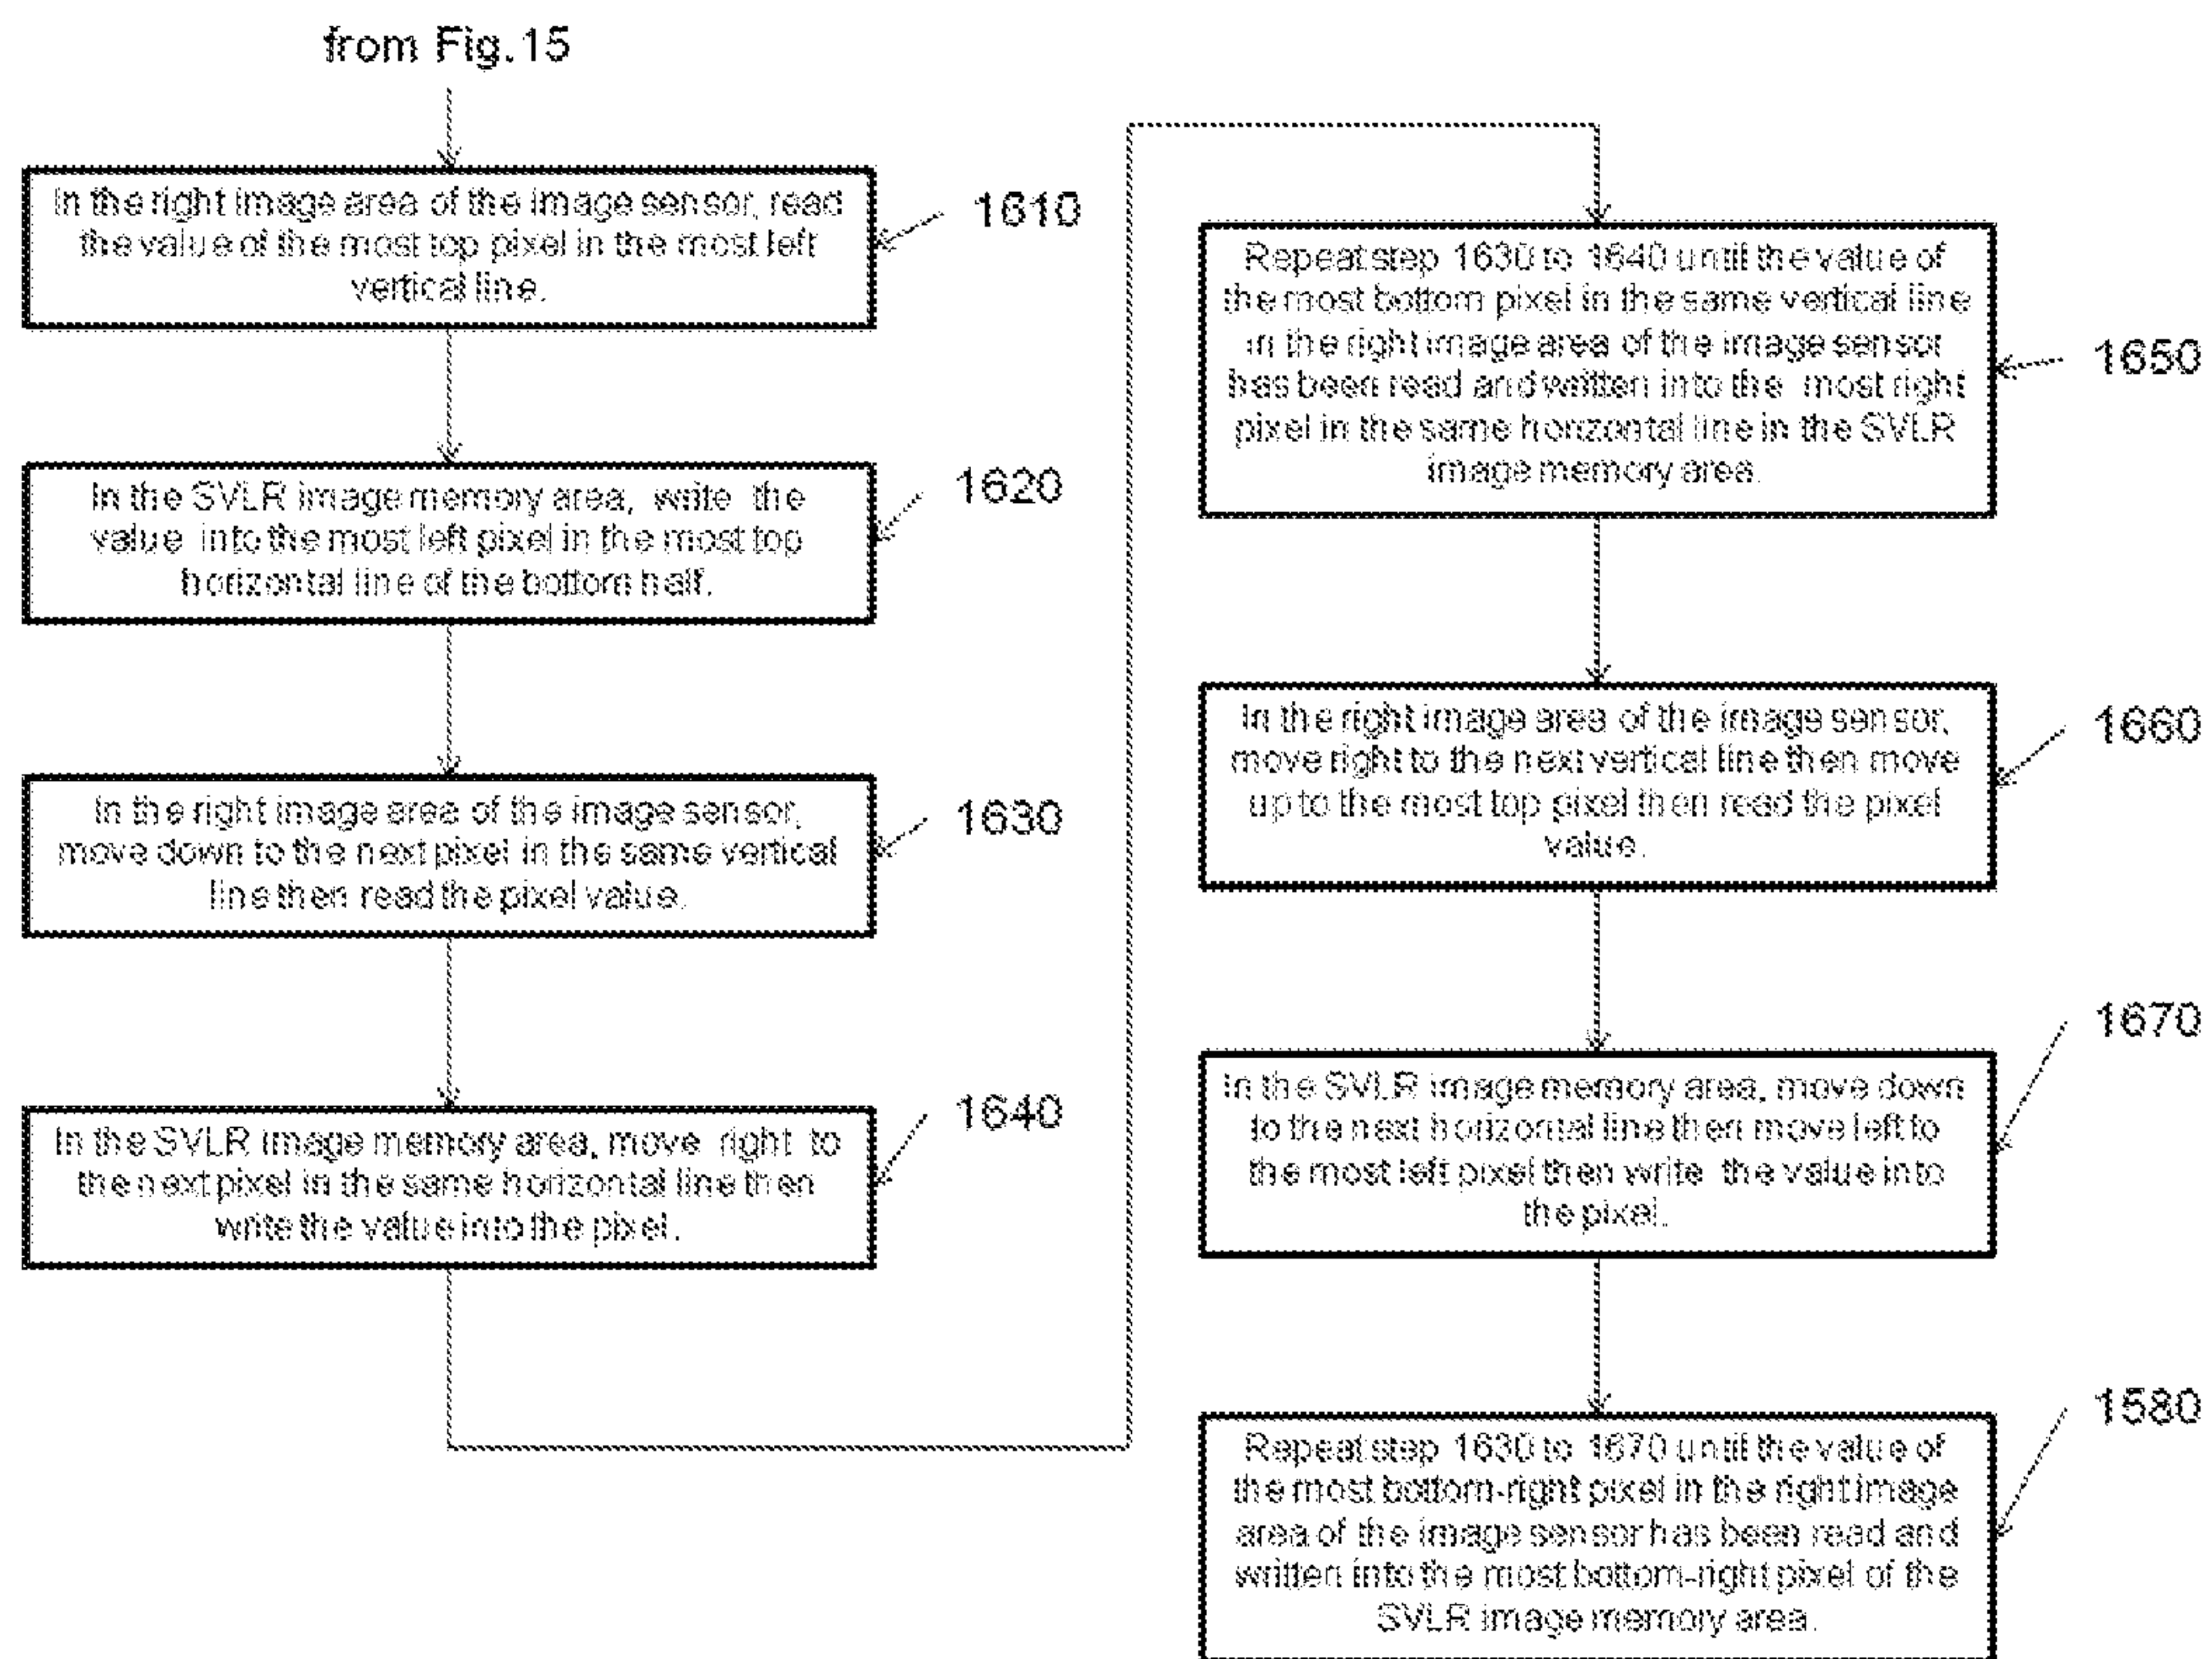 from Fig.15
In the right image area of the image sensor, read
the value of the most top pixel in the most left
vertical line.
1610
In the SVLR image memory area, write the
value into the most left pixel in the most top
horizontal line of the bottom half.
1620
In the right image area of the image sensor,
move down to the next pixel in the same vertical
line then read the pixel value.
1630
In the SVLR image memory area, move right to
the next pixel in the same horizontal line then
write the value into the pixel.
1640
Repeat step 1630 to 1640 until the value of
the most bottom pixel in the same vertical line
in the right image area of the image sensor
has been read and written into the most right
pixel in the same horizontal line in the SVLR
image memory area.
1650
In the right image area of the image sensor,
move right to the next vertical line then move
up to the most top pixel then read the pixel
value.
1660
In the SVLR image memory area, move down
to the next horizontal line then move left to
the most left pixel then write the value into
the pixel.
1670
Repeat step 1630 to 1670 until the value of
the most bottom-right pixel in the right image
area of the image sensor has been read and
written into the most bottom-right pixel of the
SVLR image memory area.
1580